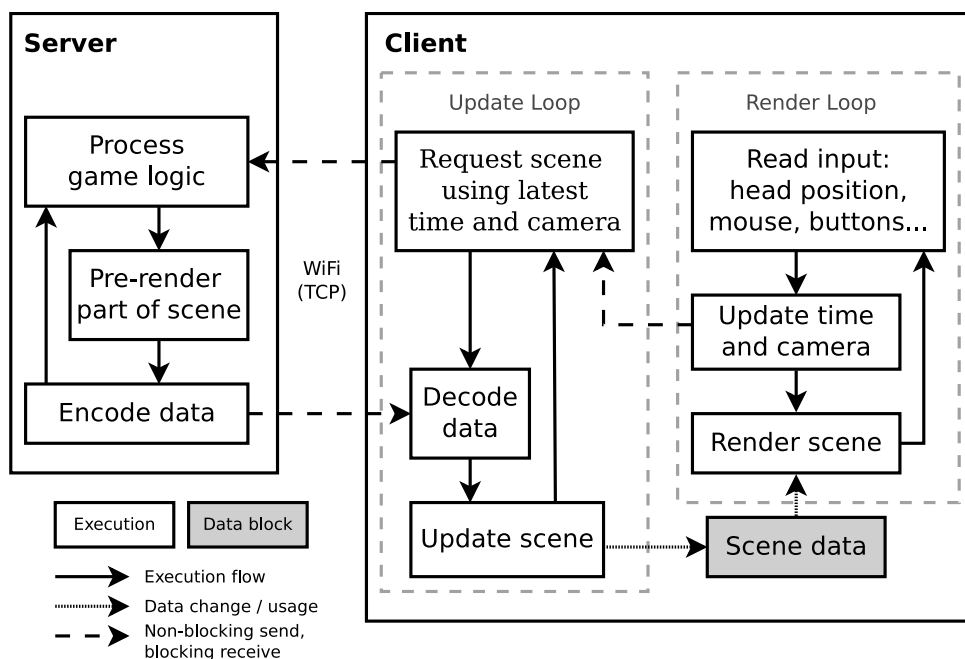 Server
Process
game logic
Pre-render
part of scene
Encode data
WiFi
(TCP)
Client
Update Loop
Request scene
using latest
time and camera
Decode
data
Update scene
Render Loop
Read input:
head position,
mouse, buttons...
Update time
and camera
Render scene
Scene data
Execution
Data block
Execution flow
Data change / usage
Non-blocking send,
blocking receive